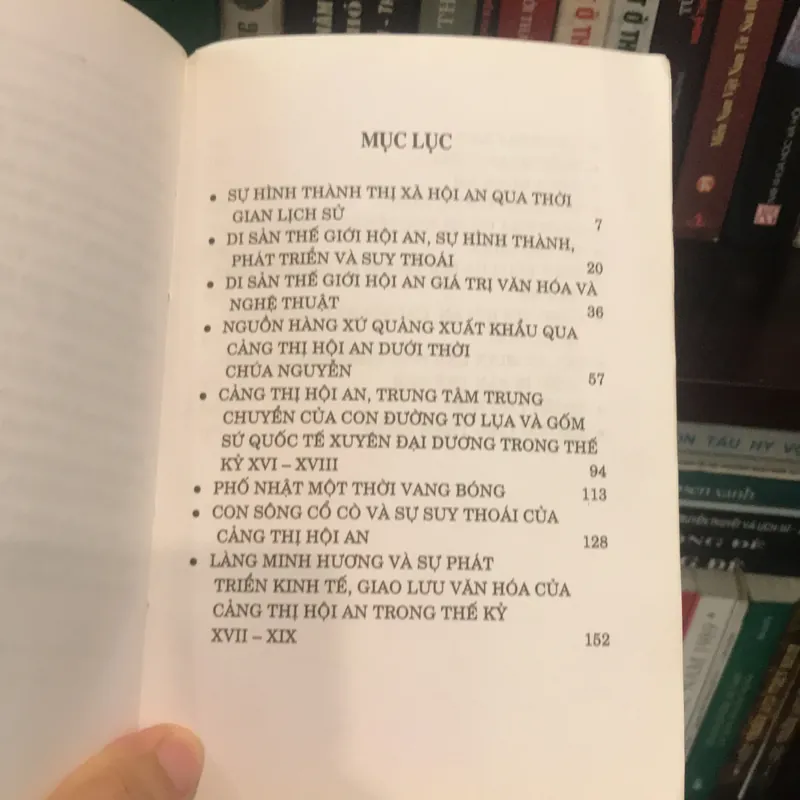 MỤC LỤC
• SỰ HÌNH THÀNH THỊ XÃ HỘI AN QUA THỜI
GIAN LỊCH SỬ 7
• DI SẢN THẾ GIỚI HỘI AN, SỰ HÌNH THÀNH,
PHÁT TRIỂN VÀ SUY THOÁI 20
• DI SẢN THẾ GIỚI HỘI AN GIÁ TRỊ VĂN HÓA VÀ
NGHỆ THUẬT 36
• NGUỒN HÀNG XỨ QUẢNG XUẤT KHẨU QUA
CẢNG THỊ HỘI AN DƯỚI THỜI
CHÚA NGUYỄN 57
• CẢNG THỊ HỘI AN, TRUNG TÂM TRUNG
CHUYỂN CỦA CON ĐƯỜNG TƠ LỤA VÀ GỐM
SỨ QUỐC TẾ XUYÊN ĐẠI DƯƠNG TRONG THẾ
KỶ XVI – XVIII 94
• PHỐ NHẬT MỘT THỜI VANG BÓNG 113
• CON SÔNG CỔ CÒ VÀ SỰ SUY THOÁI CỦA
CẢNG THỊ HỘI AN 128
• LÀNG MINH HƯƠNG VÀ SỰ PHÁT
TRIỂN KINH TẾ, GIAO LƯU VĂN HÓA CỦA
CẢNG THỊ HỘI AN TRONG THẾ KỶ
XVII – XIX 152
TAU HY